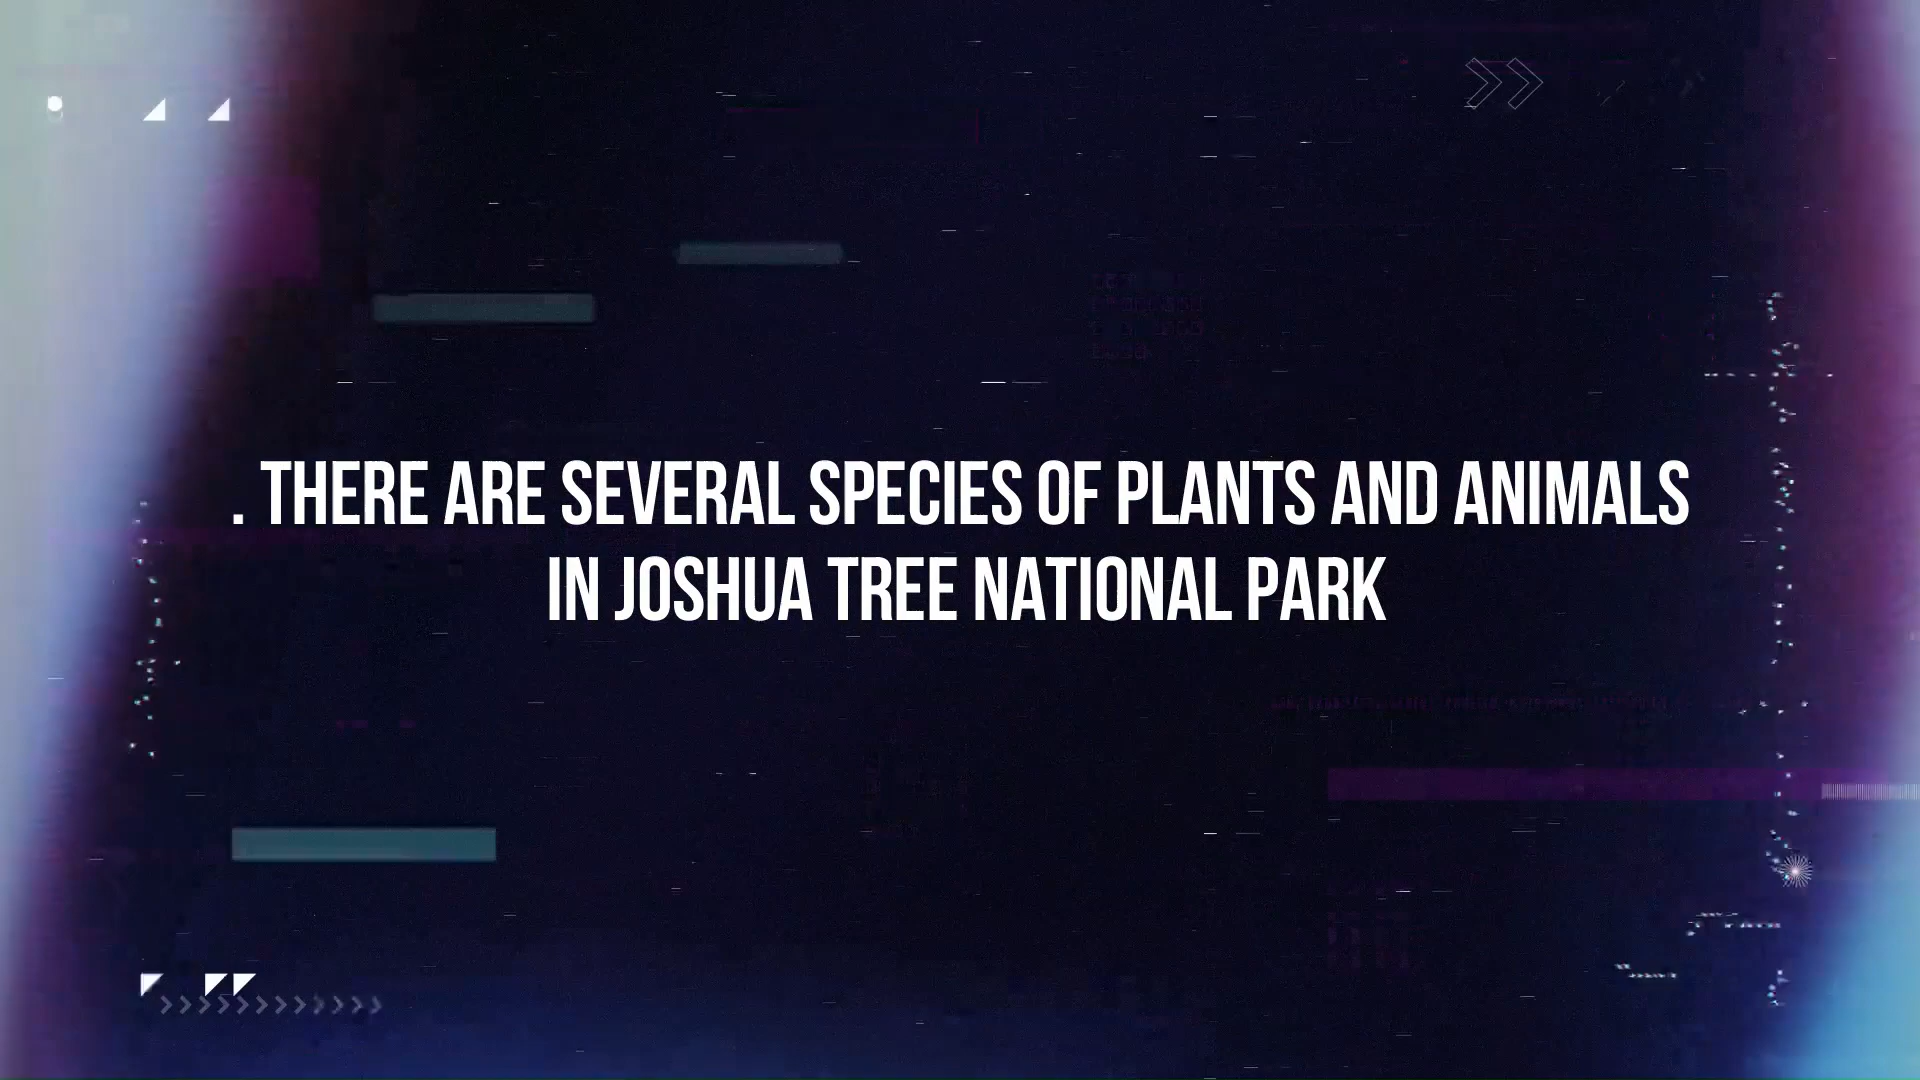 . THERE ARE SEVERAL SPECIES OF PLANTS AND ANIMALS
IN JOSHUA TREE NATIONAL PARK